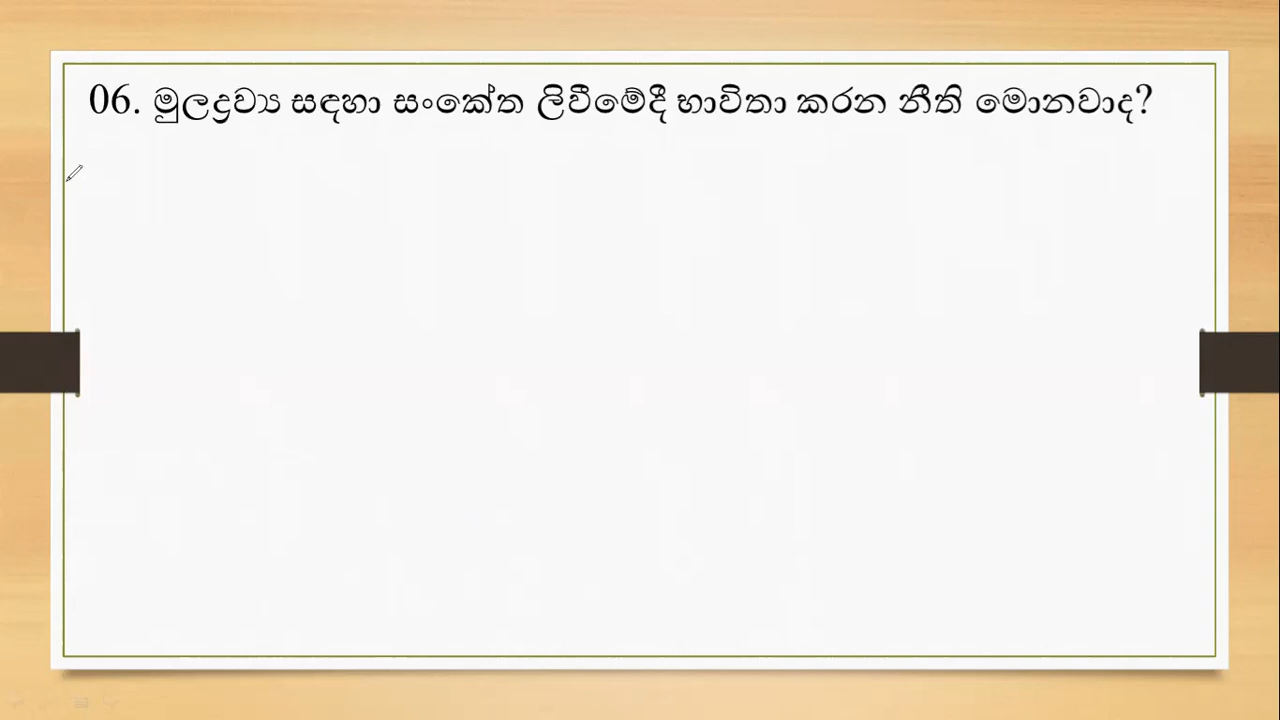 06. මුලද්‍රව්‍ය සඳහා සංකේත ලිවීමේදී භාවිතා කරන නීති මොනවාද?